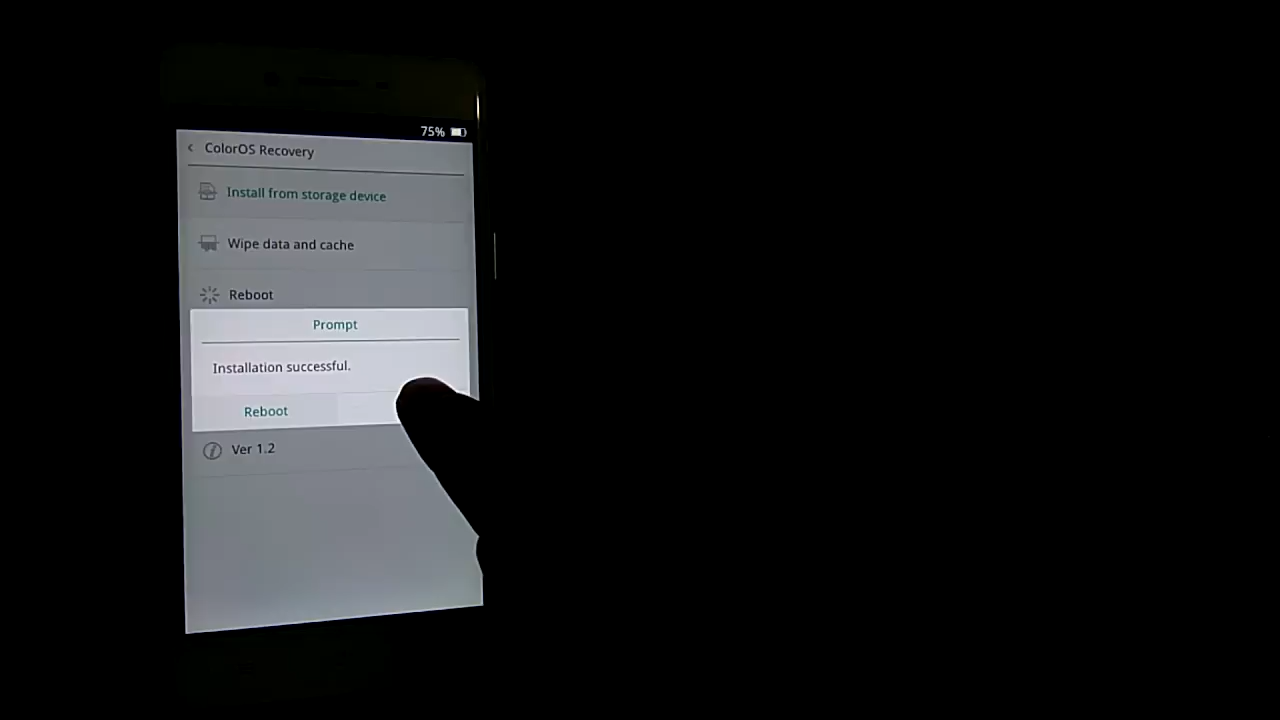 75%
ColorOS Recovery
Install from storage device
Wipe data and cache
Reboot
Prompt
Installation successful.
Reboot
Ver 1.2